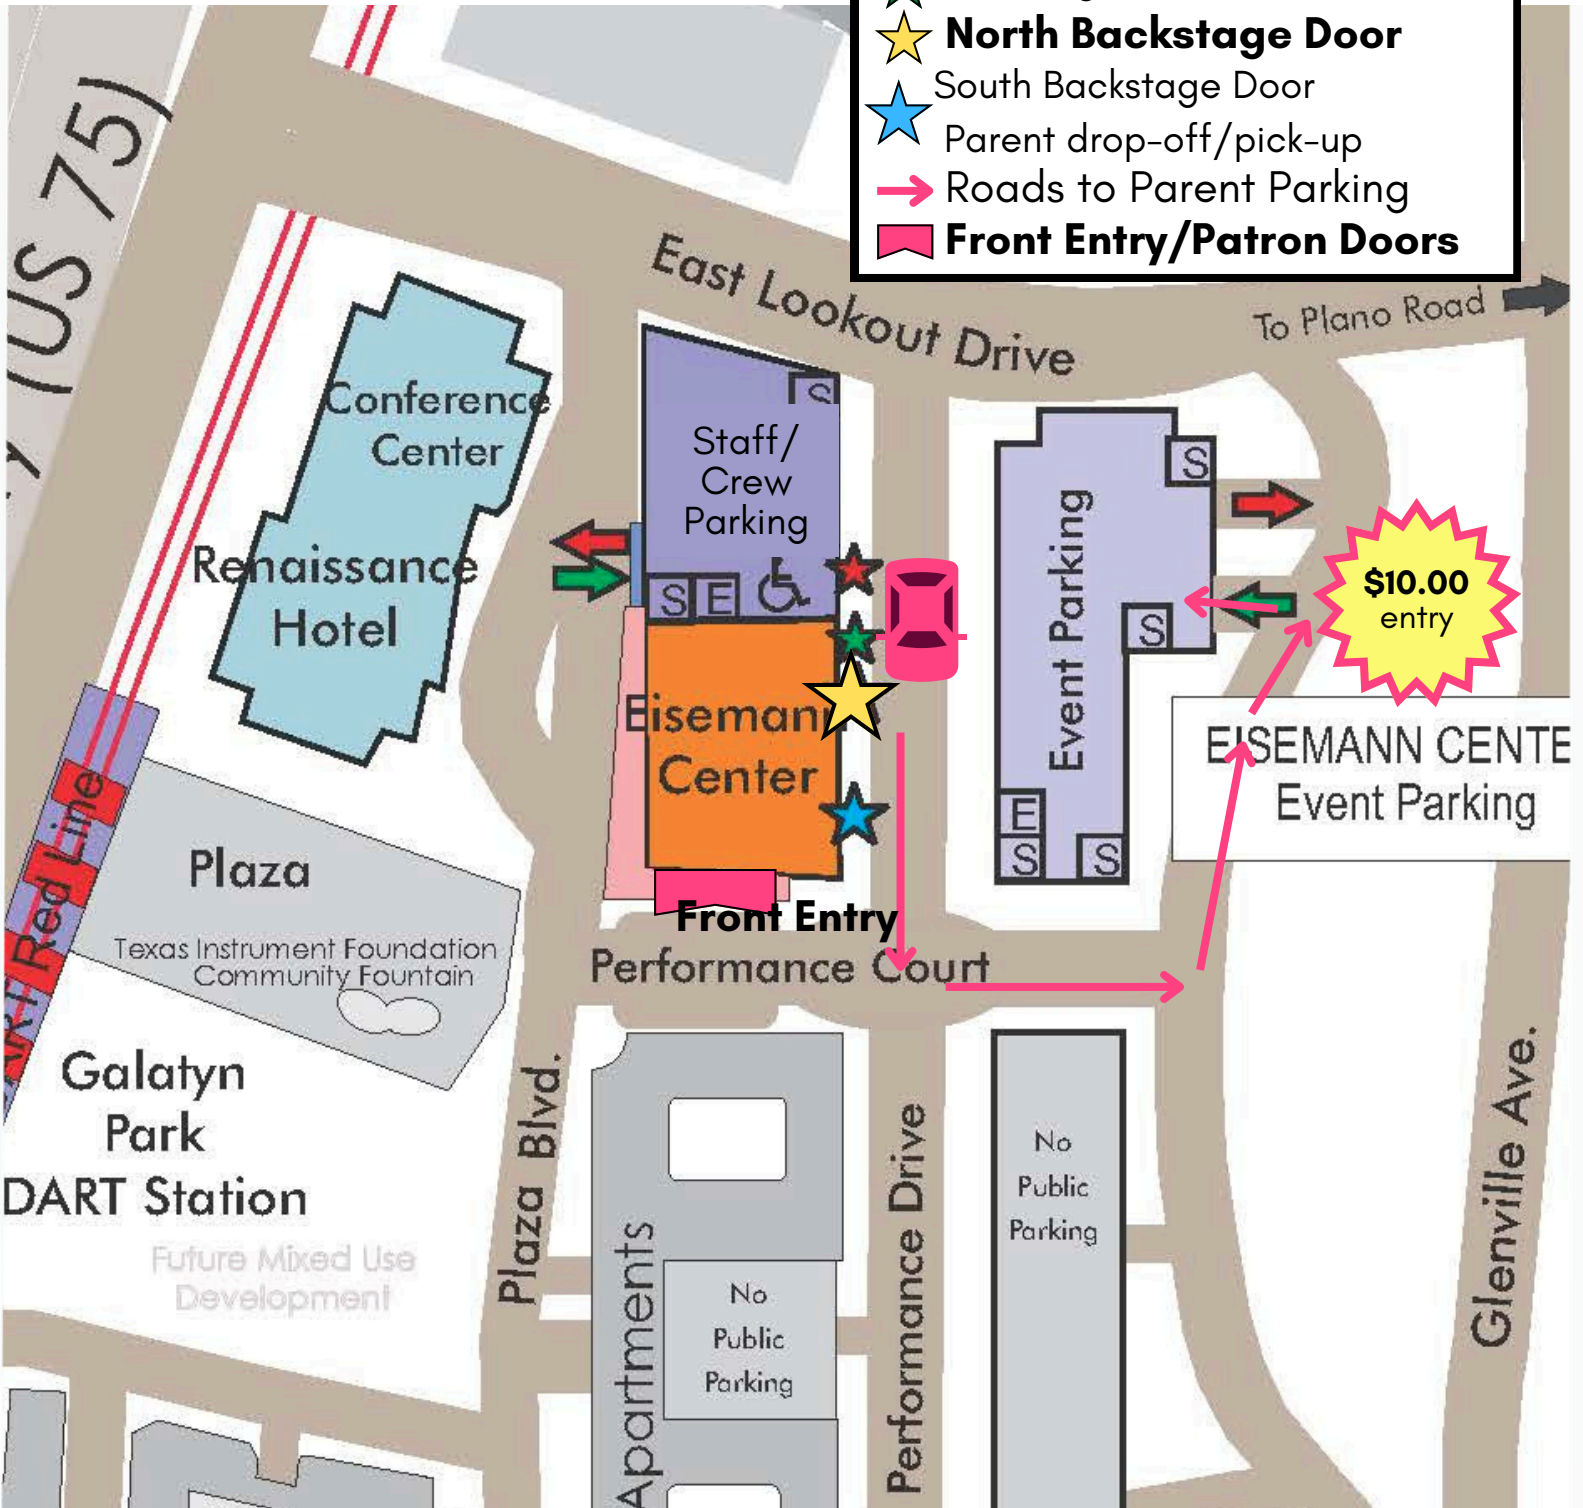 North Backstage Door
South Backstage Door
Parent drop-off/pick-up
Roads to Parent Parking
Front Entry/Patron Doors
(US 75)
East Lookout Drive
To Plano Road
Conference
Center
Renaissance
Hotel
S
Staff/
Crew
Parking
S E
Eisemann
Center
Front Entry
Performance Court
Event Parking
S
S
E
S
S
$10.00
entry
EISEMANN CENTE
Event Parking
Red Line
Plaza
Texas Instrument Foundation
Community Fountain
Galatyn
Park
DART Station
Future Mixed Use
Development
Plaza Blvd.
Apartments
No
Public
Parking
Performance Drive
No
Public
Parking
Glenville Ave.